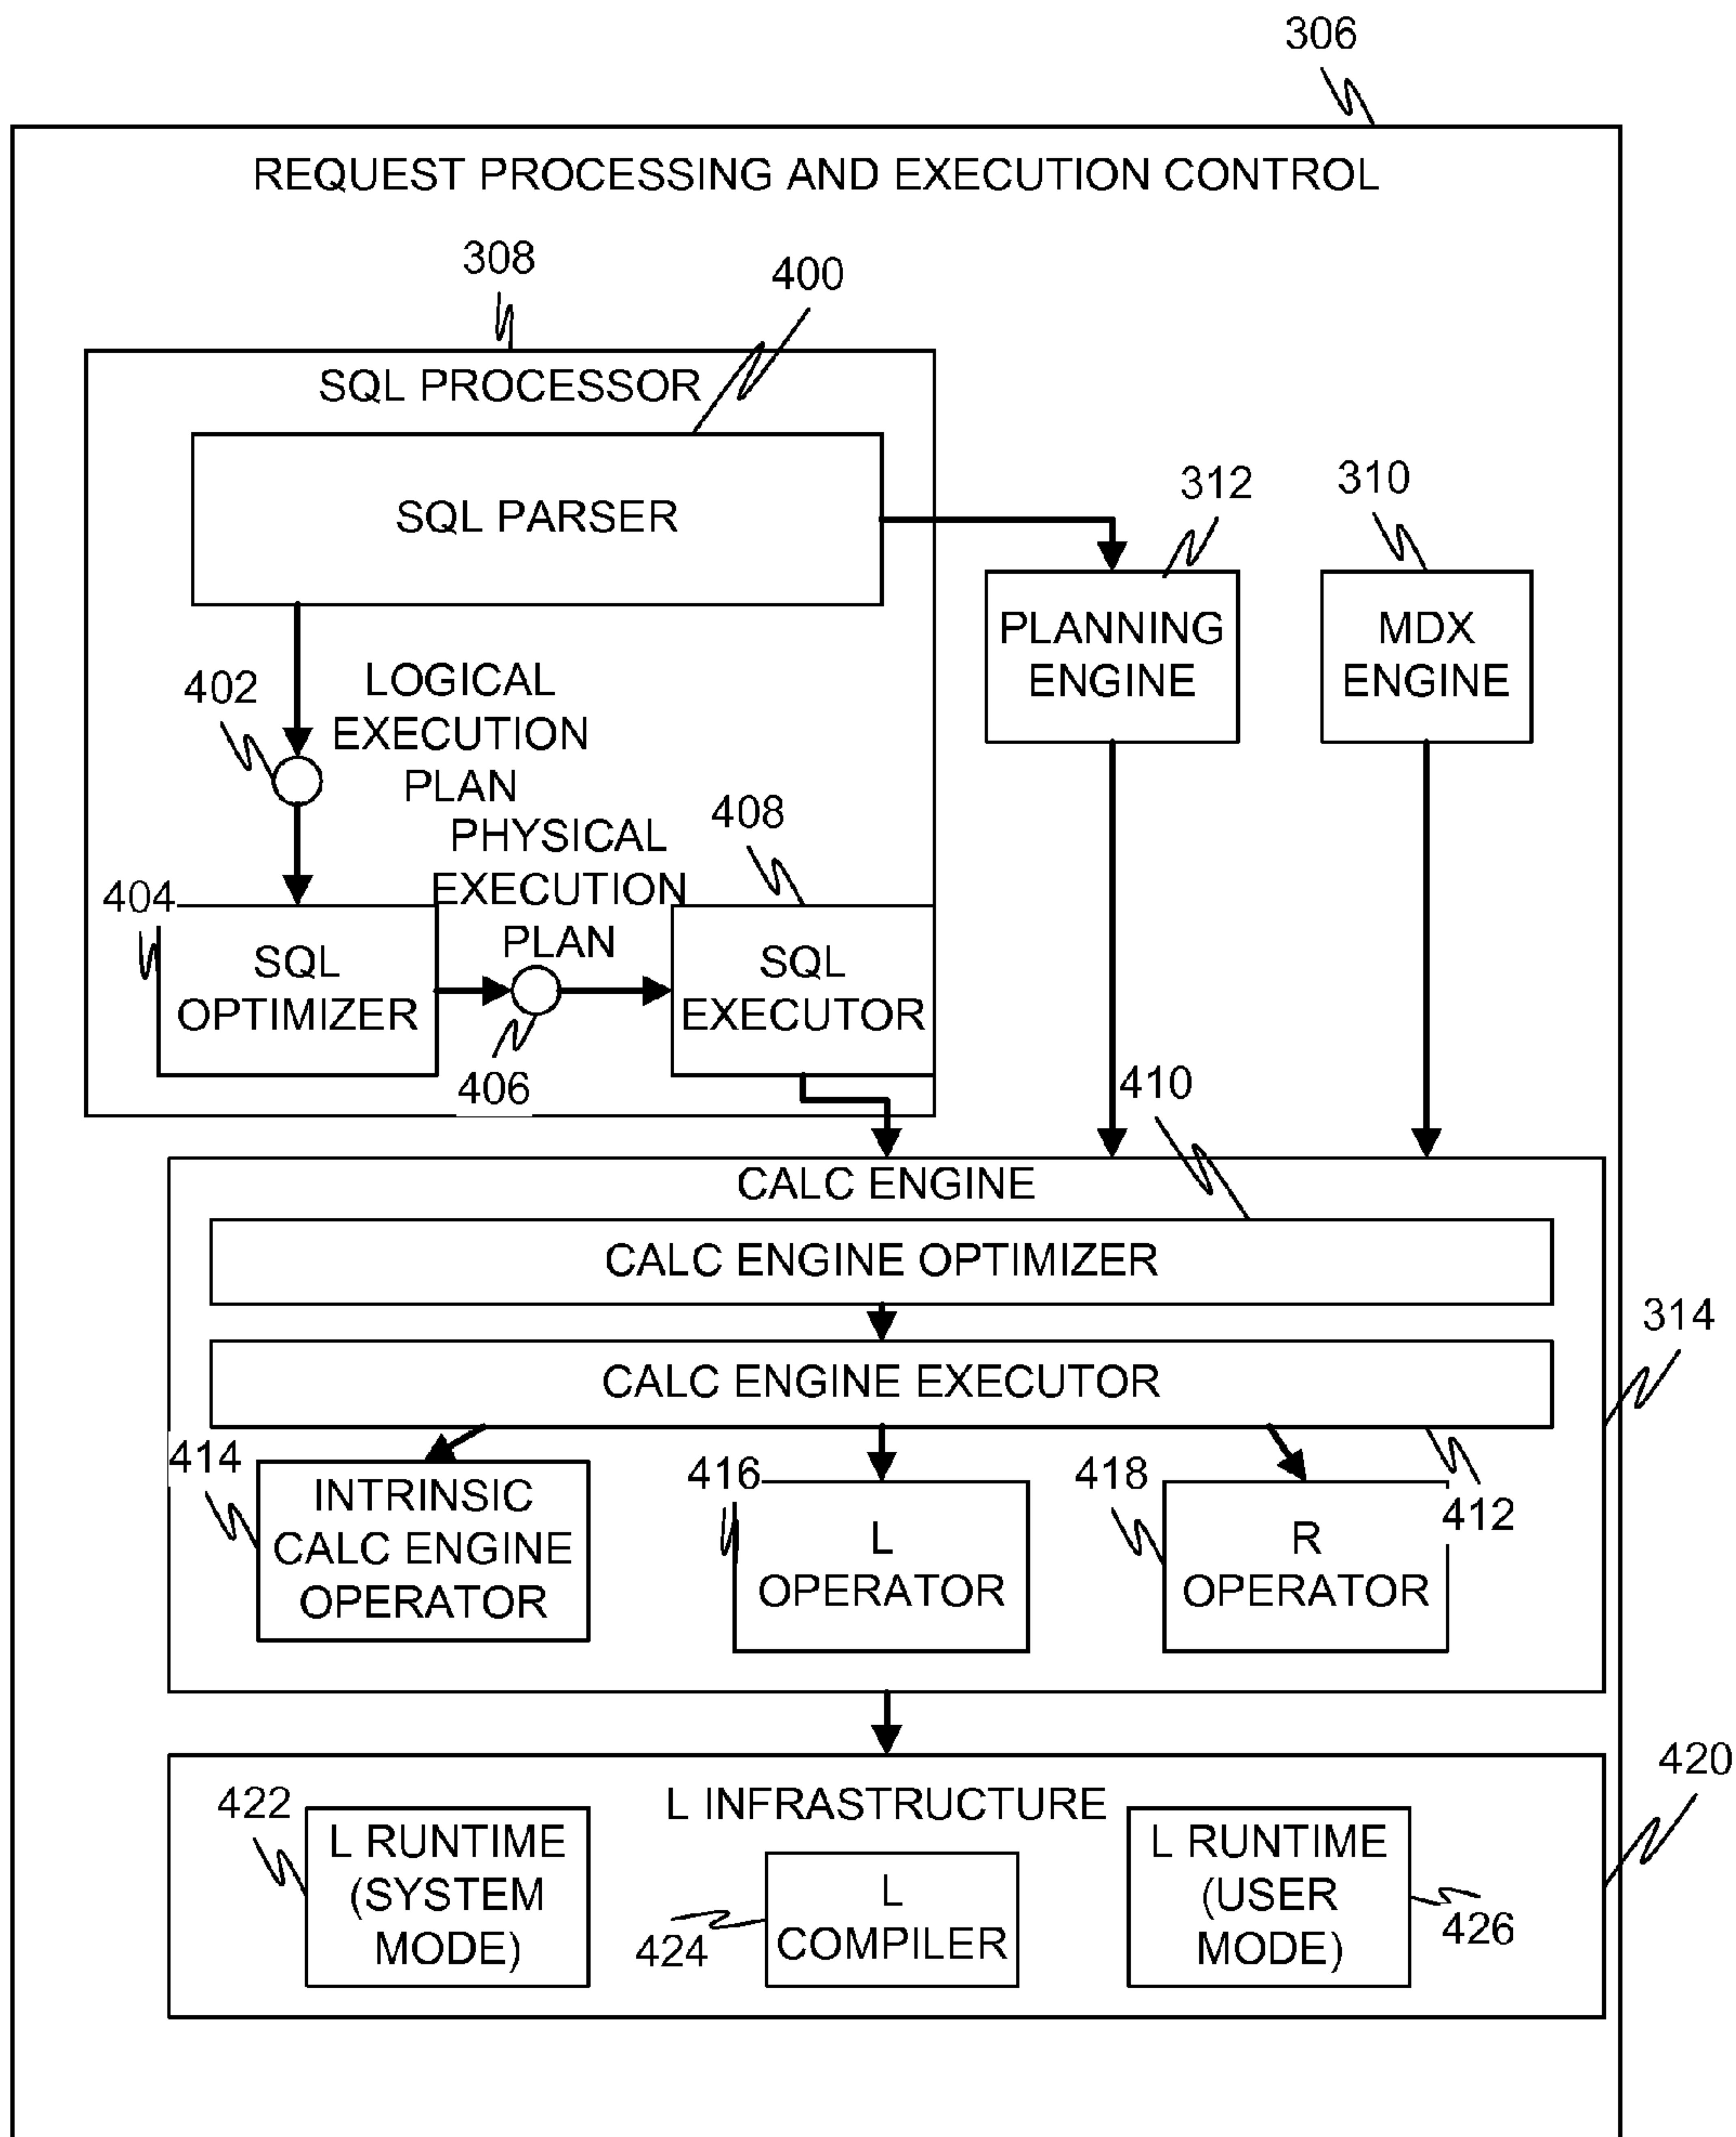 306
REQUEST PROCESSING AND EXECUTION CONTROL
308
400
SQL PROCESSOR
SQL PARSER
312
310
PLANNING
ENGINE
MDX
ENGINE
402
LOGICAL
EXECUTION
PLAN
PHYSICAL
EXECUTION
PLAN
408
404
SQL
OPTIMIZER
SQL
EXECUTOR
406
410
CALC ENGINE
CALC ENGINE OPTIMIZER
314
CALC ENGINE EXECUTOR
414
INTRINSIC
CALC ENGINE
OPERATOR
416
L
OPERATOR
418
R
OPERATOR
412
420
L INFRASTRUCTURE
422
L RUNTIME
(SYSTEM
MODE)
424
L
COMPILER
L RUNTIME
(USER
MODE)
426